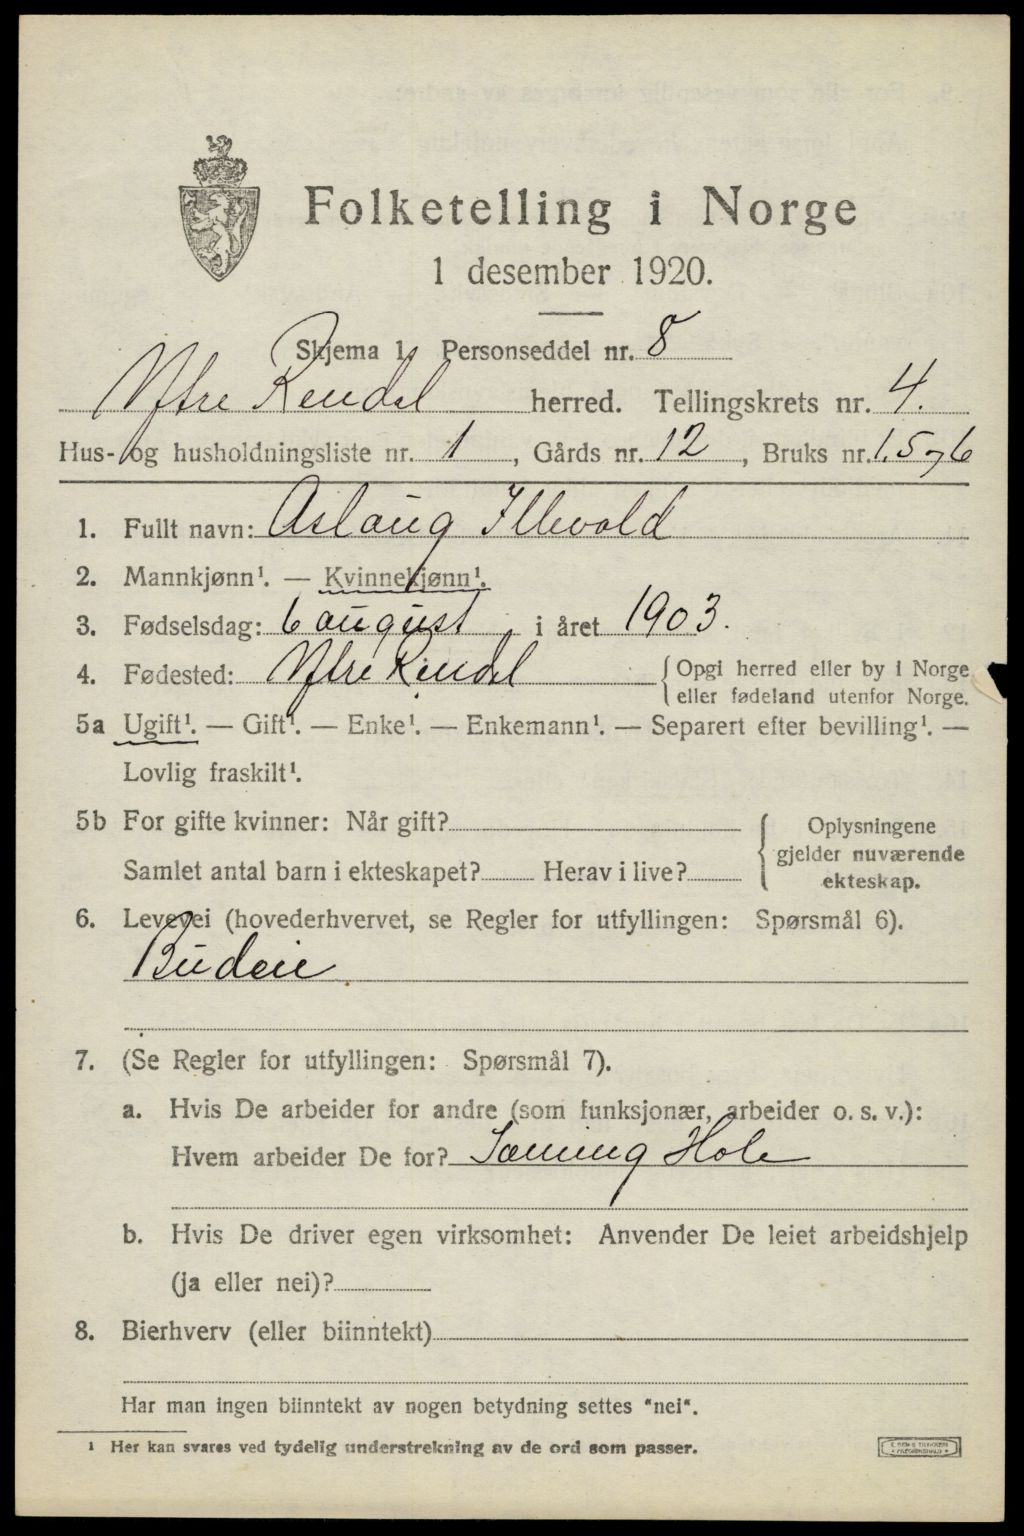 Folketelling i Norge
1 desember 1920.
Skjema 1 Personseddel nr. 8
Ytre Rendal herred. Tellingskrets nr. 4.
Hus- og husholdningsliste nr. 1, Gårds nr. 12, Bruks nr. 1. 5 og 6
1. Fullt navn: Aslaug Illevold
2. Mannkjønn¹. — Kvinnekjønn¹.
3. Fødselsdag: 6 august i året 1903.
4. Fødested: Ytre Rendal { Opgi herred eller by i Norge
eller fødeland utenfor Norge.
5a Ugift¹. — Gift¹. — Enke¹. — Enkemann¹. — Separert efter bevilling¹. —
Lovlig fraskilt¹.
5b For gifte kvinner: Når gift? { Oplysningene
gjelder nuværende
Samlet antal barn i ekteskapet? Herav i live? ekteskap.
6. Levevei (hovederhvervet, se Regler for utfyllingen: Spørsmål 6).
Budeie
7. (Se Regler for utfyllingen: Spørsmål 7).
a. Hvis De arbeider for andre (som funksjonær, arbeider o. s. v.):
Hvem arbeider De for? Hole
b. Hvis De driver egen virksomhet: Anvender De leiet arbeidshjelp
(ja eller nei)?
8. Bierhverv (eller biinntekt)
Har man ingen biinntekt av nogen betydning settes "nei".
¹ Her kan svares ved tydelig understrekning av de ord som passer.